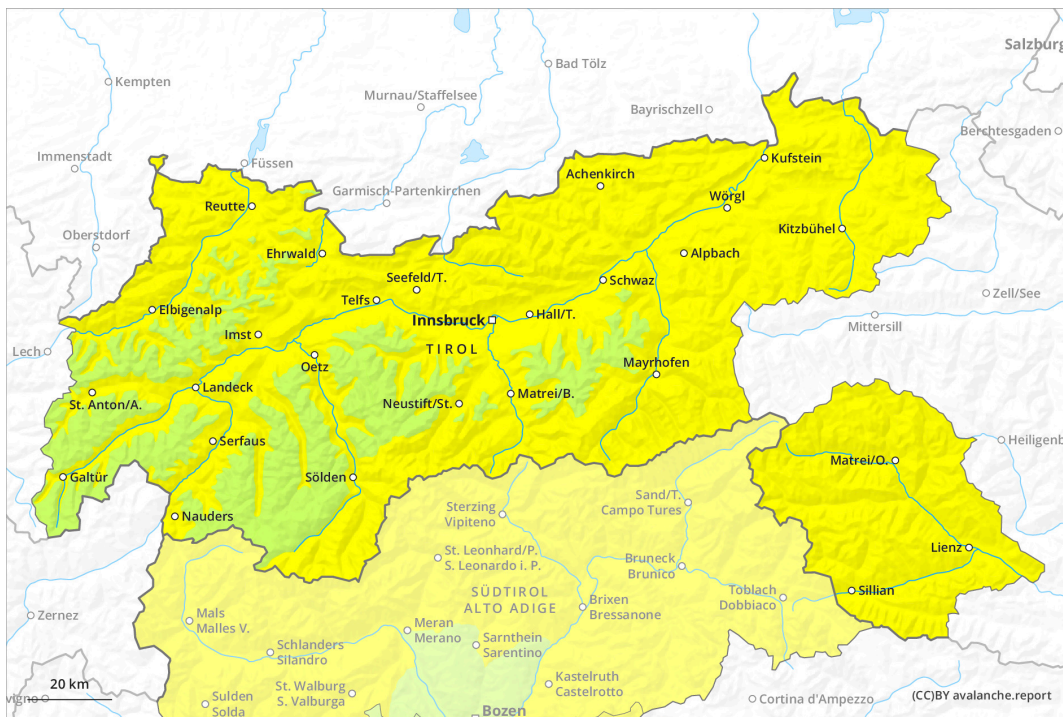 Salzburg
Kempten
Bad Tölz
Murnau/Staffelsee
Bayrischzell
Berchtesgaden
Immenstadt
Füssen
Kufstein
Achenkirch
Garmisch-Partenkirchen
Reutte
Wörgl
Oberstdorf
Kitzbühel
Ehrwald
Alpbach
Seefeld/T.
Schwaz
Telfs
Zell/See
Elbigenalp
Innsbruck
Hall/T.
Mittersill
Imst
TIROL
Lech
Oetz
Mayrhofen
Landeck
Matrei/B.
St. Anton/A.
Neustift/St.
Serfaus
Heiligenb
Matrei/O.
Galtür
Sölden
Sand/T.
Campo Tures
Sterzing
Vipiteno
Nauders
Lienz
St. Leonhard/P.
S. Leonardo i. P.
Bruneck
Brunico
SÜDTIROL
ALTO ADIGE
Toblach
Dobbiaco
Sillian
Brixen
Bressanone
Zernez
Mals
Malles V.
Meran
Merano
Schlanders
Silandro
Sarnthein
Sarentino
20 km
St. Walburg
S. Valburga
Kastelruth
Castelrotto
vigno
Sulden
Solda
Cortina d'Ampezzo
(CC)BY avalanche.report
Bozen